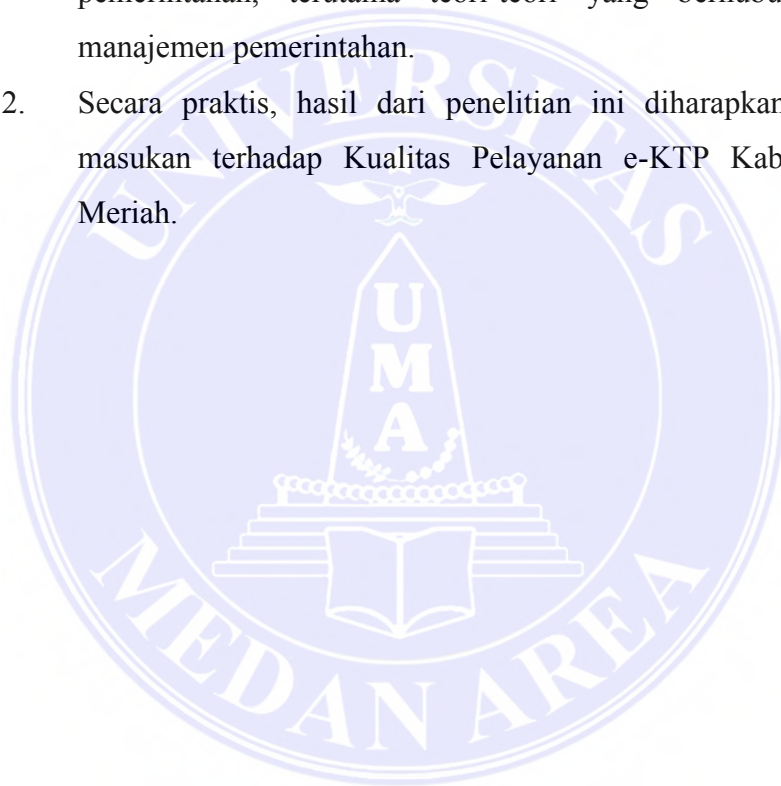 manajemen pemerintahan.
2. Secara praktis, hasil dari penelitian ini diharapkan
masukan terhadap Kualitas Pelayanan e-KTP Kab
Meriah.
UNIVERSITAS
UMA
MEDAN AREA